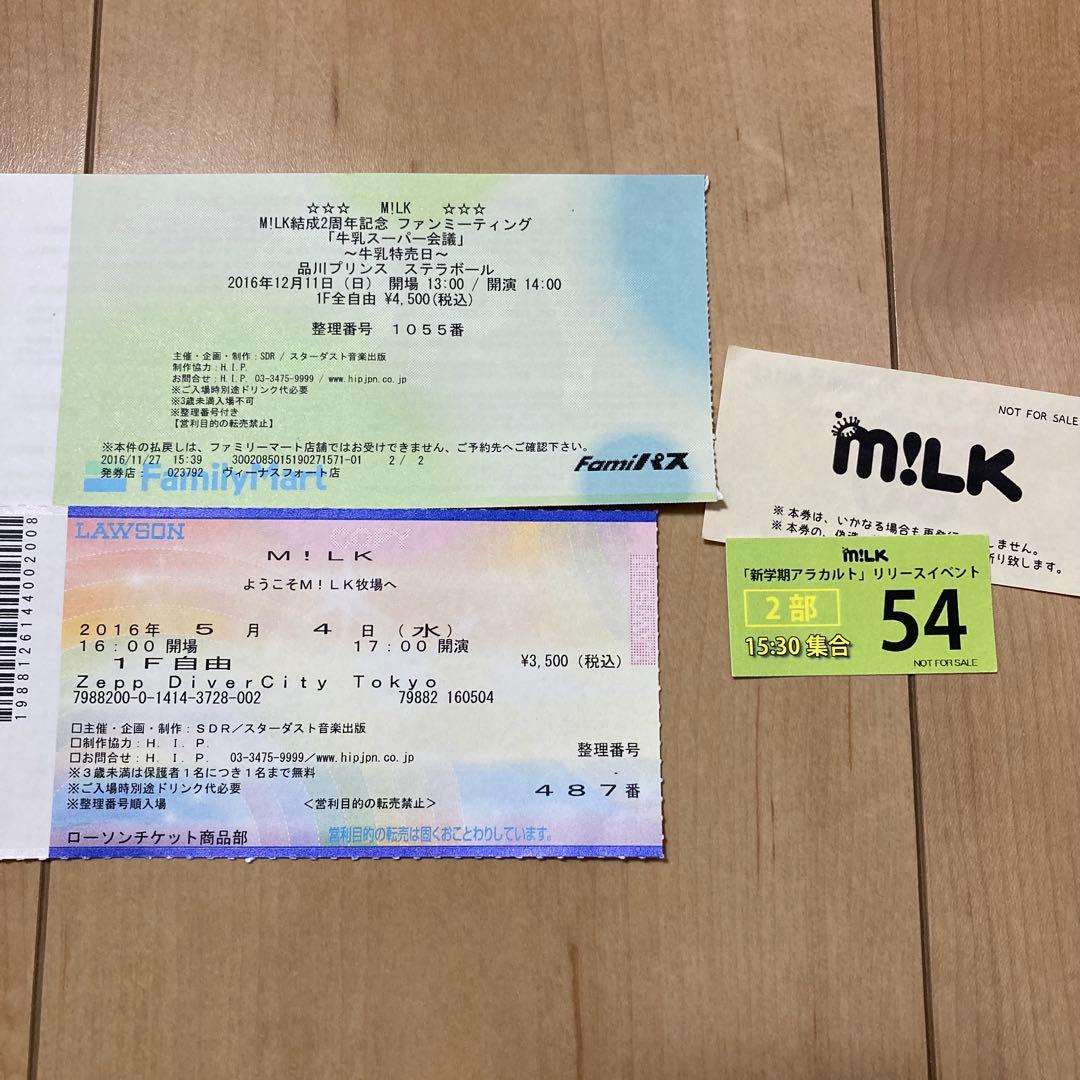 ☆☆☆ M!LK ☆☆☆
M!LK結成2周年記念 ファンミーティング
「牛乳スーパー会議」
～牛乳特売日～
品川プリンス ステラボール
2016年12月11日（日） 開場 13:00 / 開演 14:00
1F全自由 ¥4,500(税込)
整理番号 1055番
主催・企画・制作：SDR / スターダスト音楽出版
制作協力：H.I.P.
お問合せ：H.I.P. 03-3475-9999 / www.hipjpn.co.jp
※ご入場時別途ドリンク代必要
※3歳未満入場不可
※整理番号付き
【営利目的の転売禁止】
※本件の払戻しは、ファミリーマート店舗ではお受けできません、ご予約先へご確認下さい。
2016/11/27 15:39 3002085015190271571-01 2/ 2
発券店 023792 ヴィーナスフォート店
FamilyMart
Famiパス
LAWSON
COPY
M!LK
ようこそM！LK牧場へ
2016年 5月 4日（水）
16:00 開場 17:00 開演
1F自由 ¥3,500（税込）
Zepp DiverCity Tokyo
7988200-0-1414-3728-002 79882 160504
□主催・企画・制作：SDR／スターダスト音楽出版
□制作協力：H．I．P．
□お問合せ：H．I．P． 03-3475-9999／www.hipjpn.co.jp
※3歳未満は保護者1名につき1名まで無料
※ご入場時別途ドリンク代必要
※整理番号順入場 ＜営利目的の転売禁止＞
整理番号
487番
ローソンチケット商品部 営利目的の転売は固くおことわりしています。
1988126144002008
NOT FOR SALE
M!LK
※本券は、いかなる場合も再発行
しません。
※本券の、偽造
折り致します。
M!LK
「新学期アラカルト」リリースイベント
2部
15:30 集合
54
NOT FOR SALE